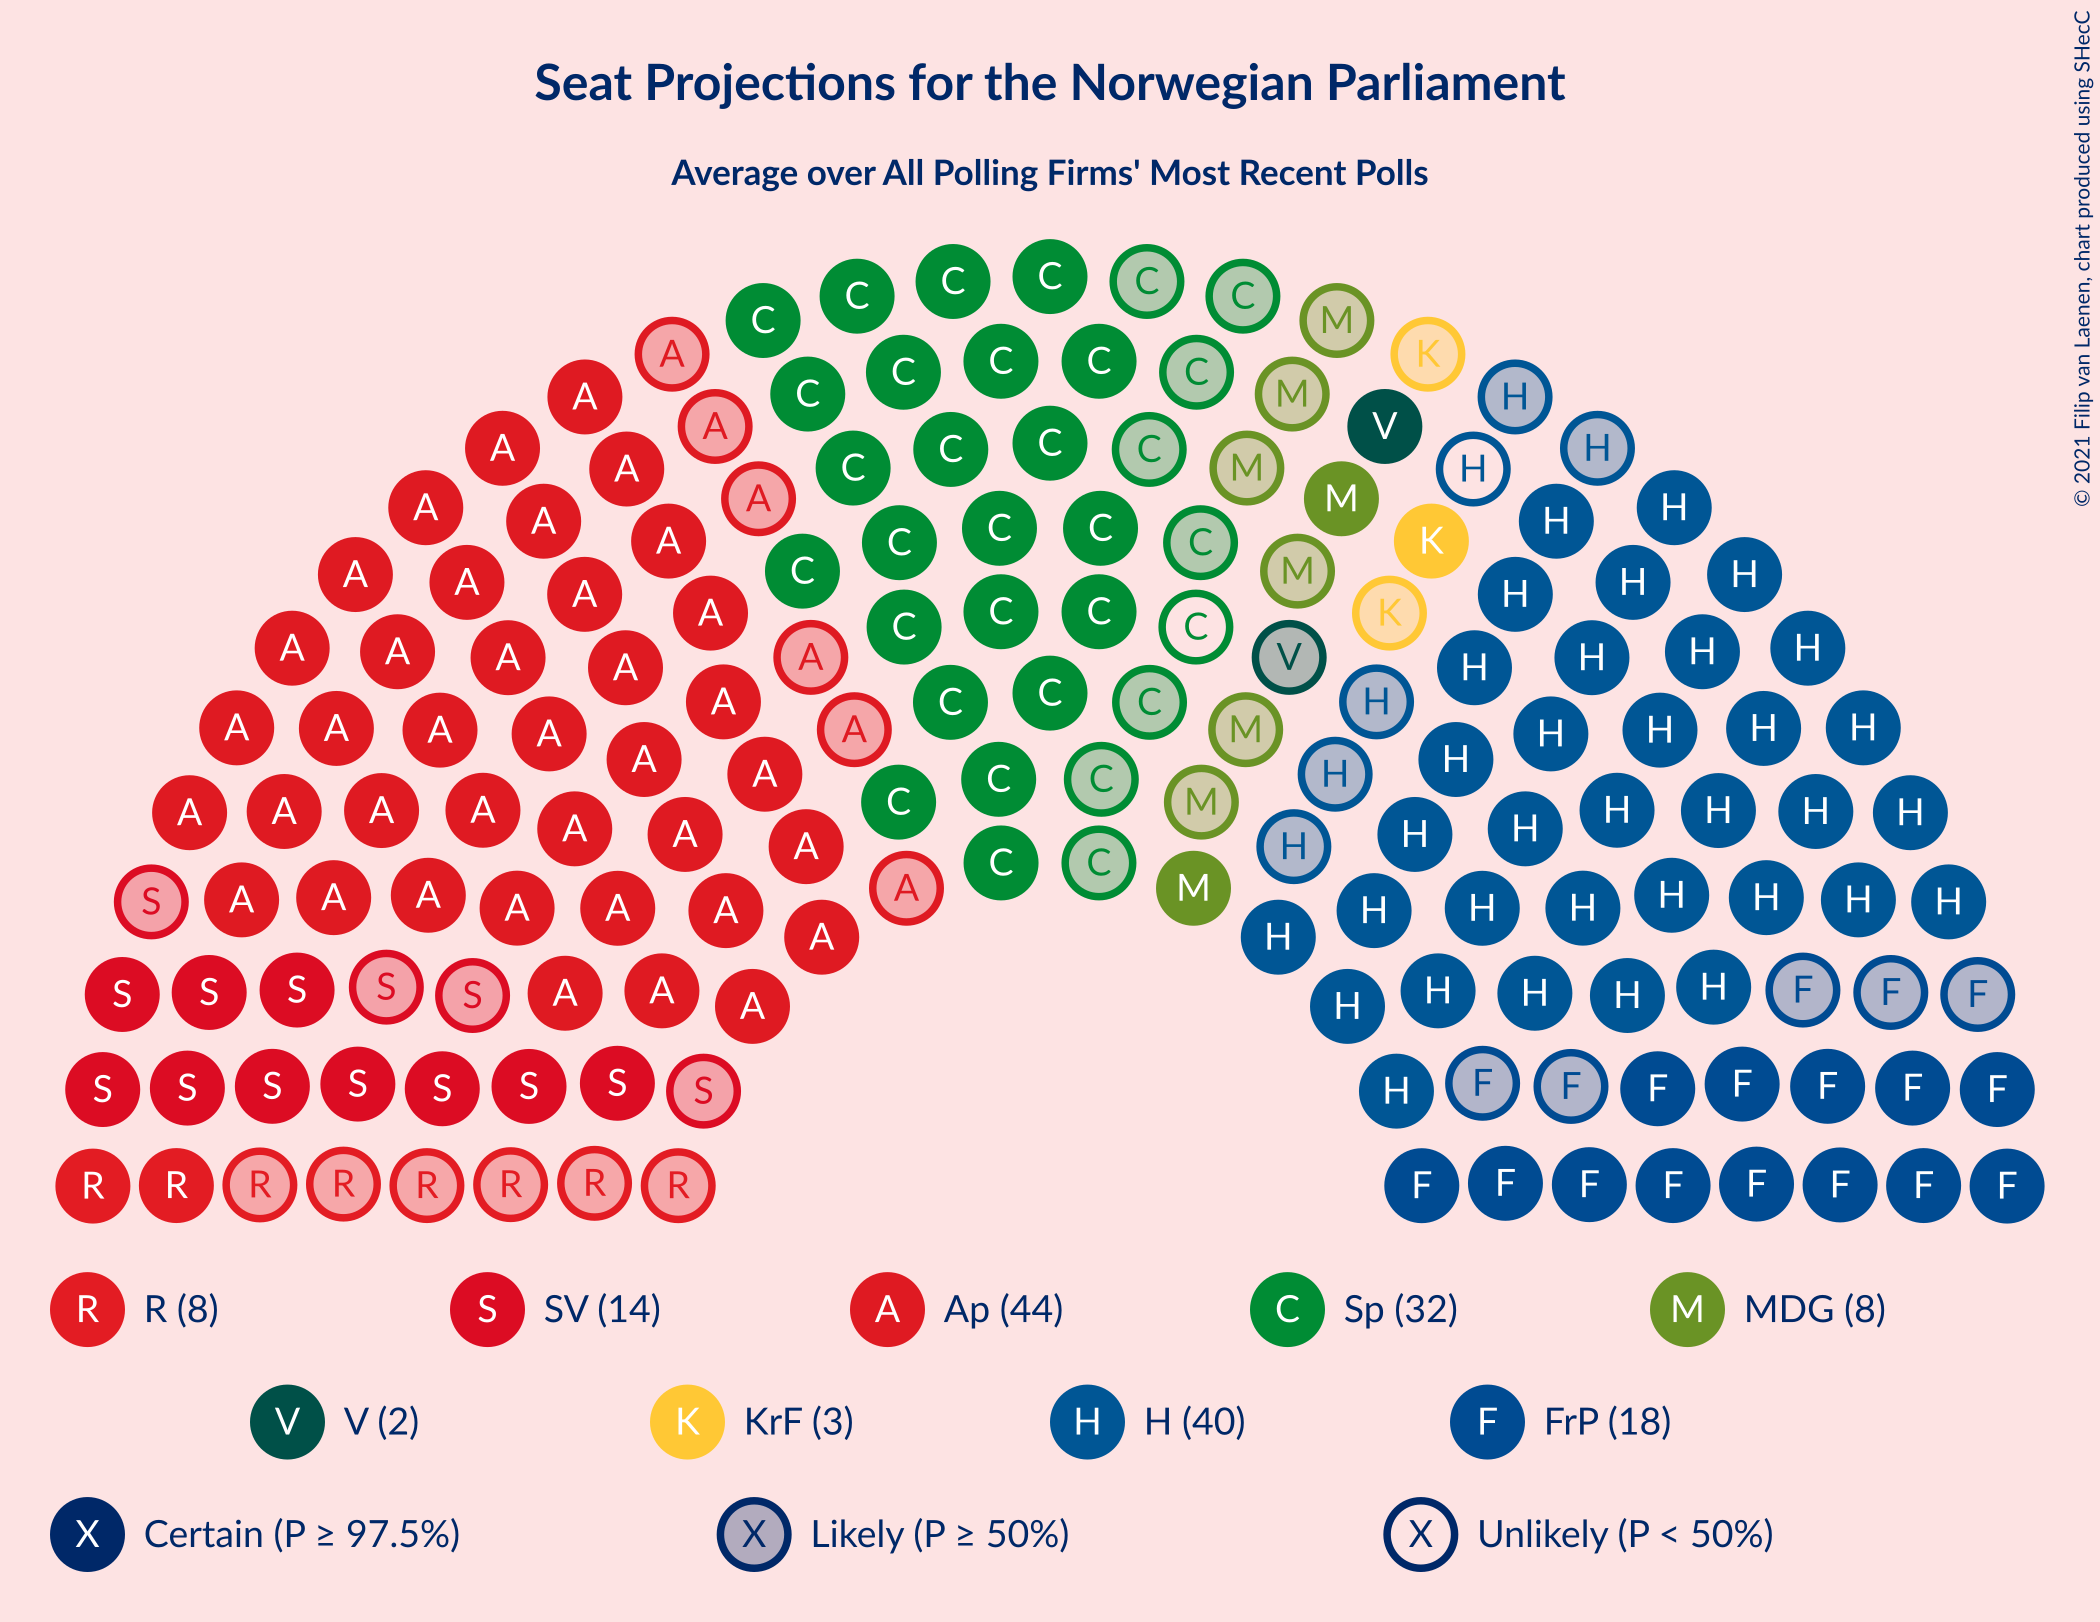 Seat Projections for the Norwegian Parliament
Average over All Polling Firms' Most Recent Polls
© 2021 Filip van Laenen, chart produced using SHecC
C C C C C C M
A A C C C C C M K H
A A A C C C C M V H H
A A A A C C C C M K H H
A A A A C C C C C M K H H H
A A A A A A C C C V H H H H H
A A A A A A A C C M H H H H H H
A A A A A A A C C C M H H H H H H H
S A A A A A A A A M H H H H H H H H
S S S S S A A A H H H H H F F F
S S S S S S S S H F F F F F F F
R R R R R R R R F F F F F F F F
R R (8) S SV (14) A Ap (44) C Sp (32) M MDG (8)
V V (2) K KrF (3) H H (40) F FrP (18)
X Certain (P ≥ 97.5%) X Likely (P ≥ 50%) X Unlikely (P < 50%)